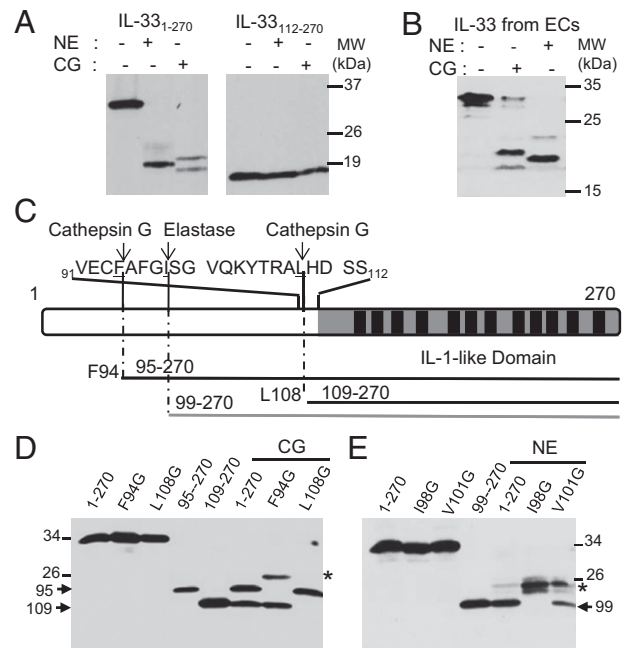 A
IL-33₁₋₂₇₀ IL-33₁₁₂₋₂₇₀
NE : - + - - + - MW
CG : - - + - - + (kDa)
37
26
19
B
IL-33 from ECs
NE : - - + MW
CG : - + - (kDa)
35
25
15
C
Cathepsin G Elastase Cathepsin G
₉₁VECFAFGISG VQKYTRALHD SS₁₁₂
1 270
IL-1-like Domain
F94 95-270
L108 109-270
99-270
D
CG
1-270 F94G L108G 95--270 109-270 1-270 F94G L108G
34
26 *
95
109
E
NE
1-270 I98G V101G 99--270 1-270 I98G V101G
34
26
*
99